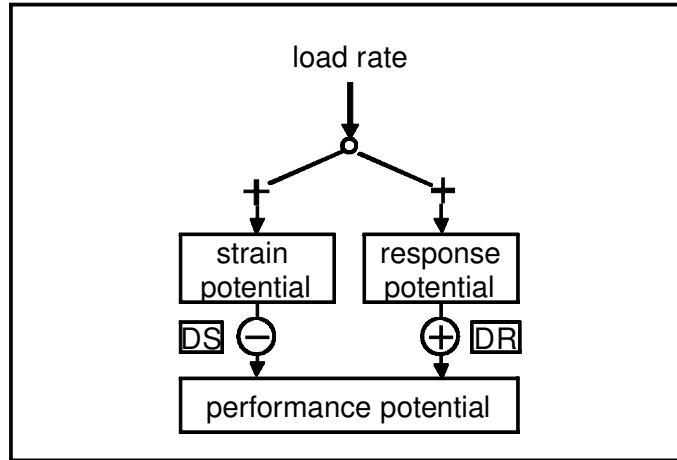 load rate
+ +
strain response
potential potential
DS − + DR
performance potential